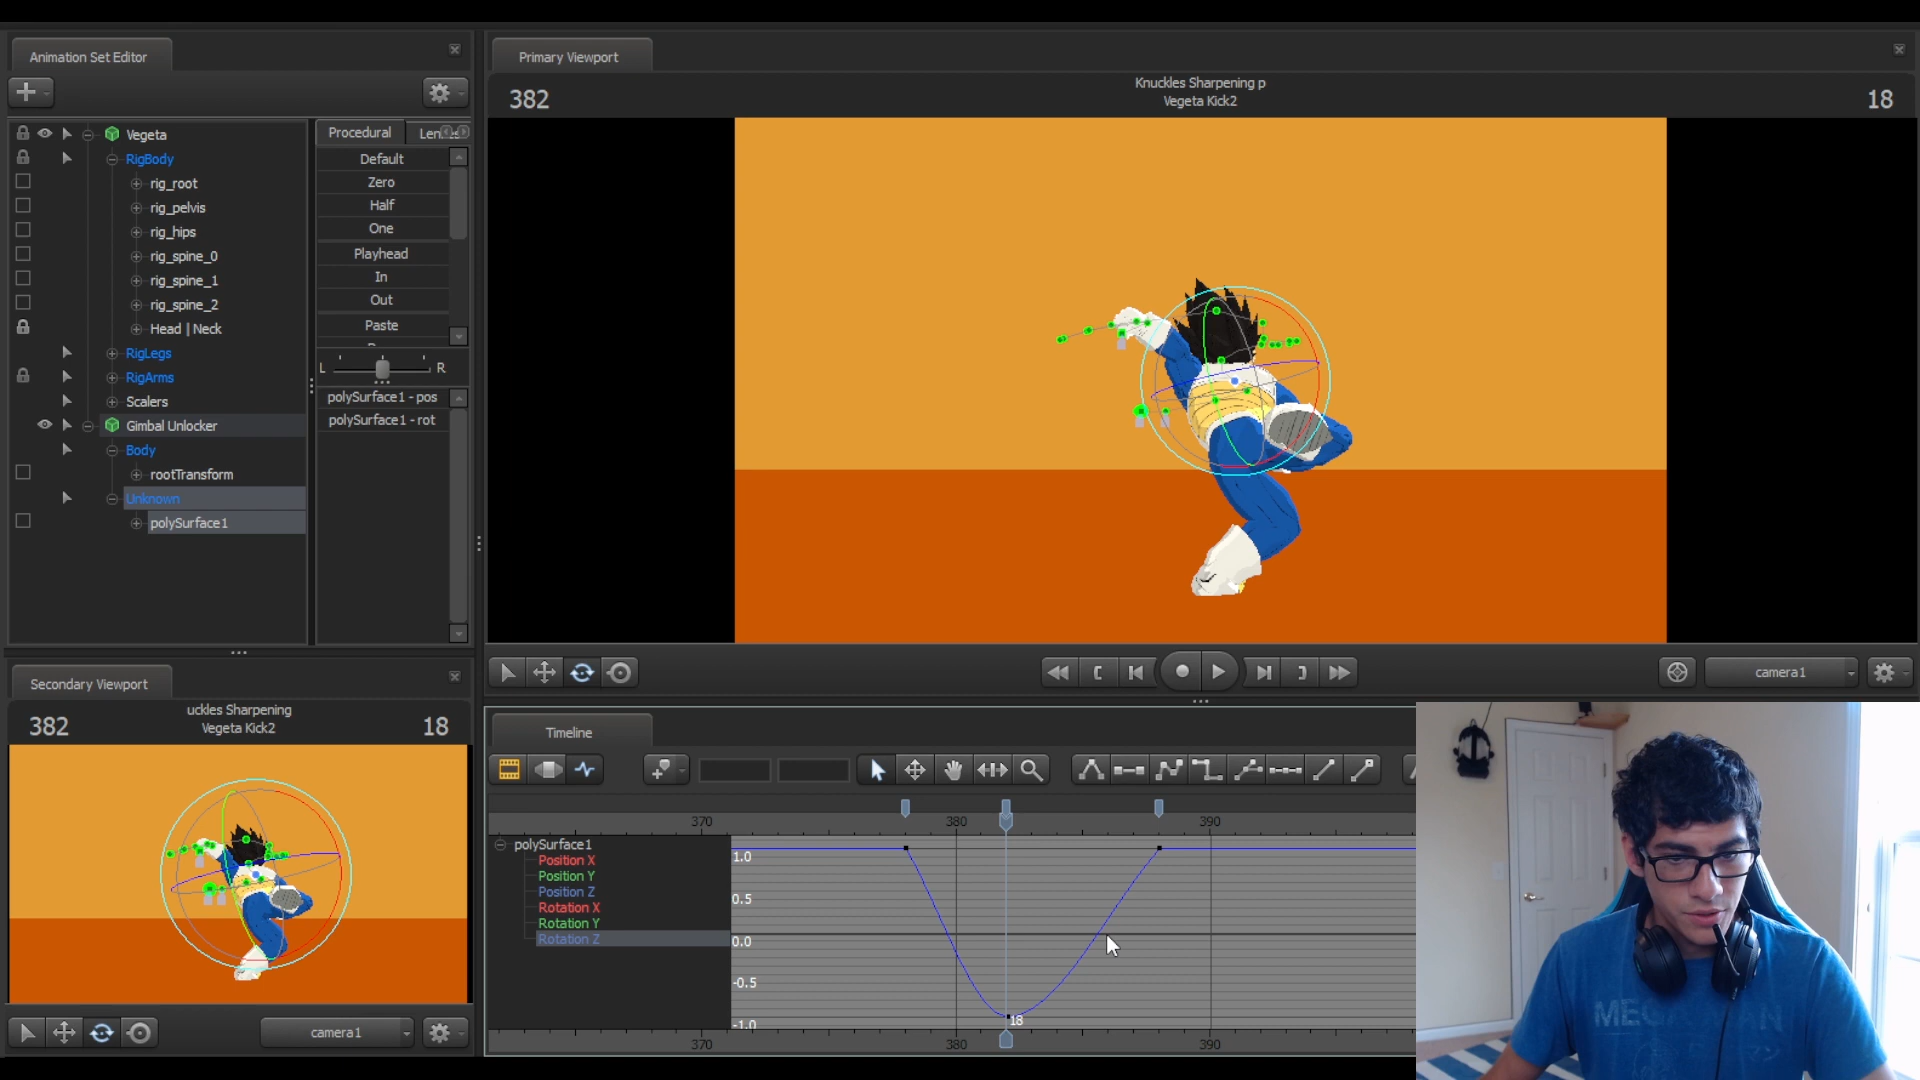 Animation Set Editor
Vegeta
RigBody
rig_root
rig_pelvis
rig_hips
rig_spine_0
rig_spine_1
rig_spine_2
Head | Neck
RigLegs
RigArms
Scalers
Gimbal Unlocker
Body
rootTransform
Unknown
polySurface1
Procedural
Default
Zero
Half
One
Playhead
In
Out
Paste
L R
polySurface1 - pos
polySurface1 - rot
Primary Viewport
382
Knuckles Sharpening p
Vegeta Kick2
18
camera1
Secondary Viewport
382
uckles Sharpening
Vegeta Kick2
18
camera1
Timeline
370 380 390
polySurface1
Position X
Position Y
Position Z
Rotation X
Rotation Y
Rotation Z
1.0
0.5
0.0
-0.5
-1.0
18
370 380 390